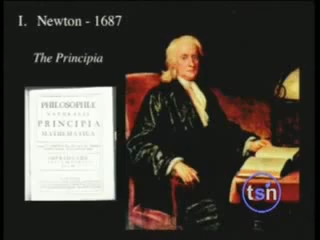 I. Newton - 1687
The Principia
PHILOSOPHIÆ
NATURALIS
PRINCIPIA
MATHEMATICA
tsn